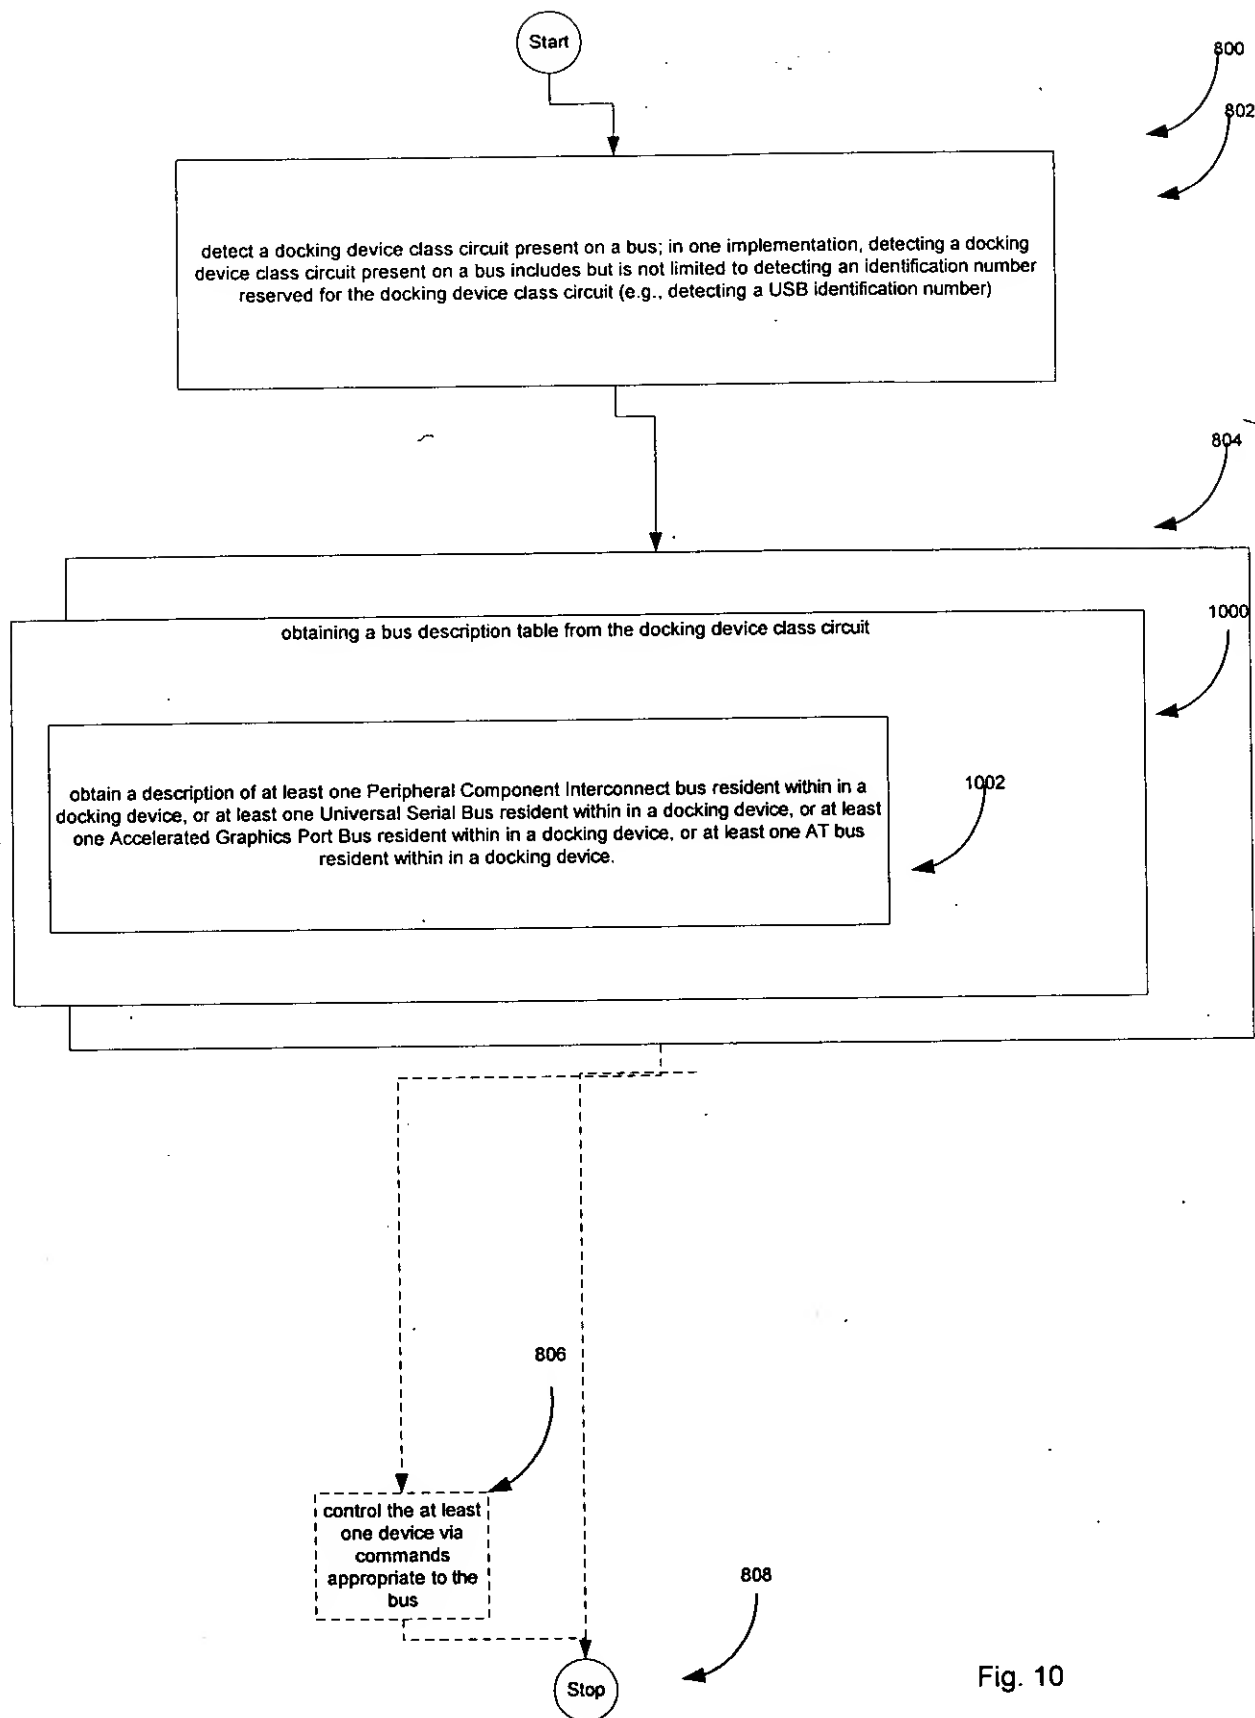 Start
800
802
detect a docking device class circuit present on a bus; in one implementation, detecting a docking
device class circuit present on a bus includes but is not limited to detecting an identification number
reserved for the docking device class circuit (e.g., detecting a USB identification number)
804
1000
obtaining a bus description table from the docking device class circuit
1002
obtain a description of at least one Peripheral Component Interconnect bus resident within in a
docking device, or at least one Universal Serial Bus resident within in a docking device, or at least
one Accelerated Graphics Port Bus resident within in a docking device, or at least one AT bus
resident within in a docking device.
806
control the at least
one device via
commands
appropriate to the
bus
808
Stop
Fig. 10